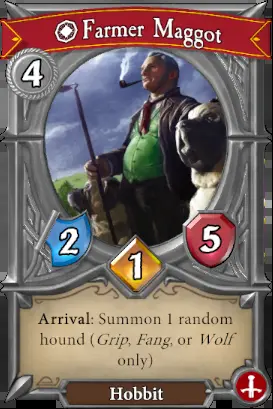 Farmer Maggot
4
2
1
5
Arrival: Summon 1 random
hound (Grip, Fang, or Wolf
only)
Hobbit